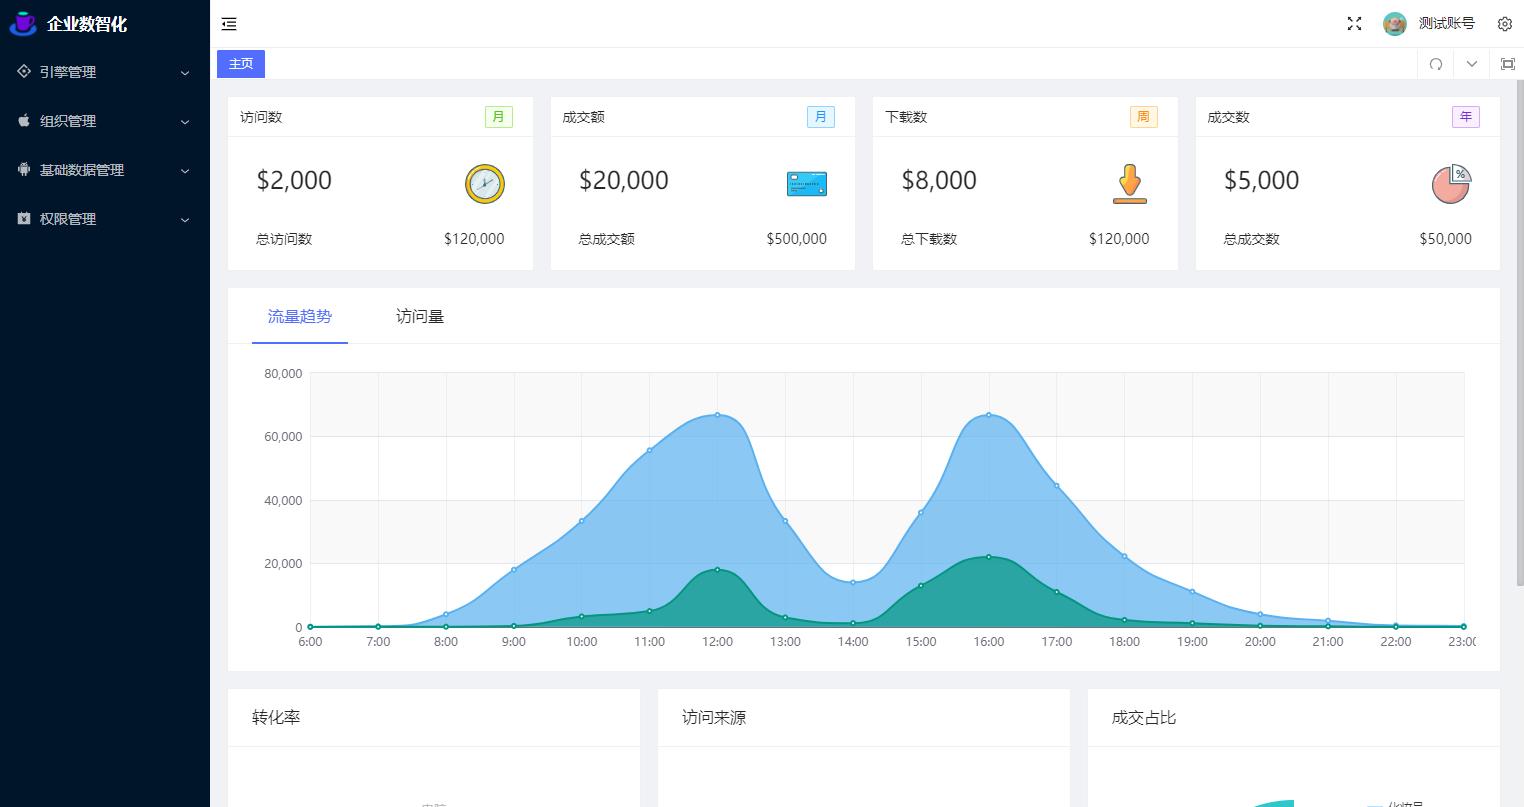 企业数智化
测试账号
引擎管理
组织管理
基础数据管理
权限管理
主页
访问数 月
$2,000
总访问数 $120,000
成交额 月
$20,000
总成交额 $500,000
下载数 周
$8,000
总下载数 $120,000
成交数 年
$5,000
%
总成交数 $50,000
流量趋势 访问量
80,000
60,000
40,000
20,000
0
6:00 7:00 8:00 9:00 10:00 11:00 12:00 13:00 14:00 15:00 16:00 17:00 18:00 19:00 20:00 21:00 22:00 23:00
转化率
访问来源
成交占比